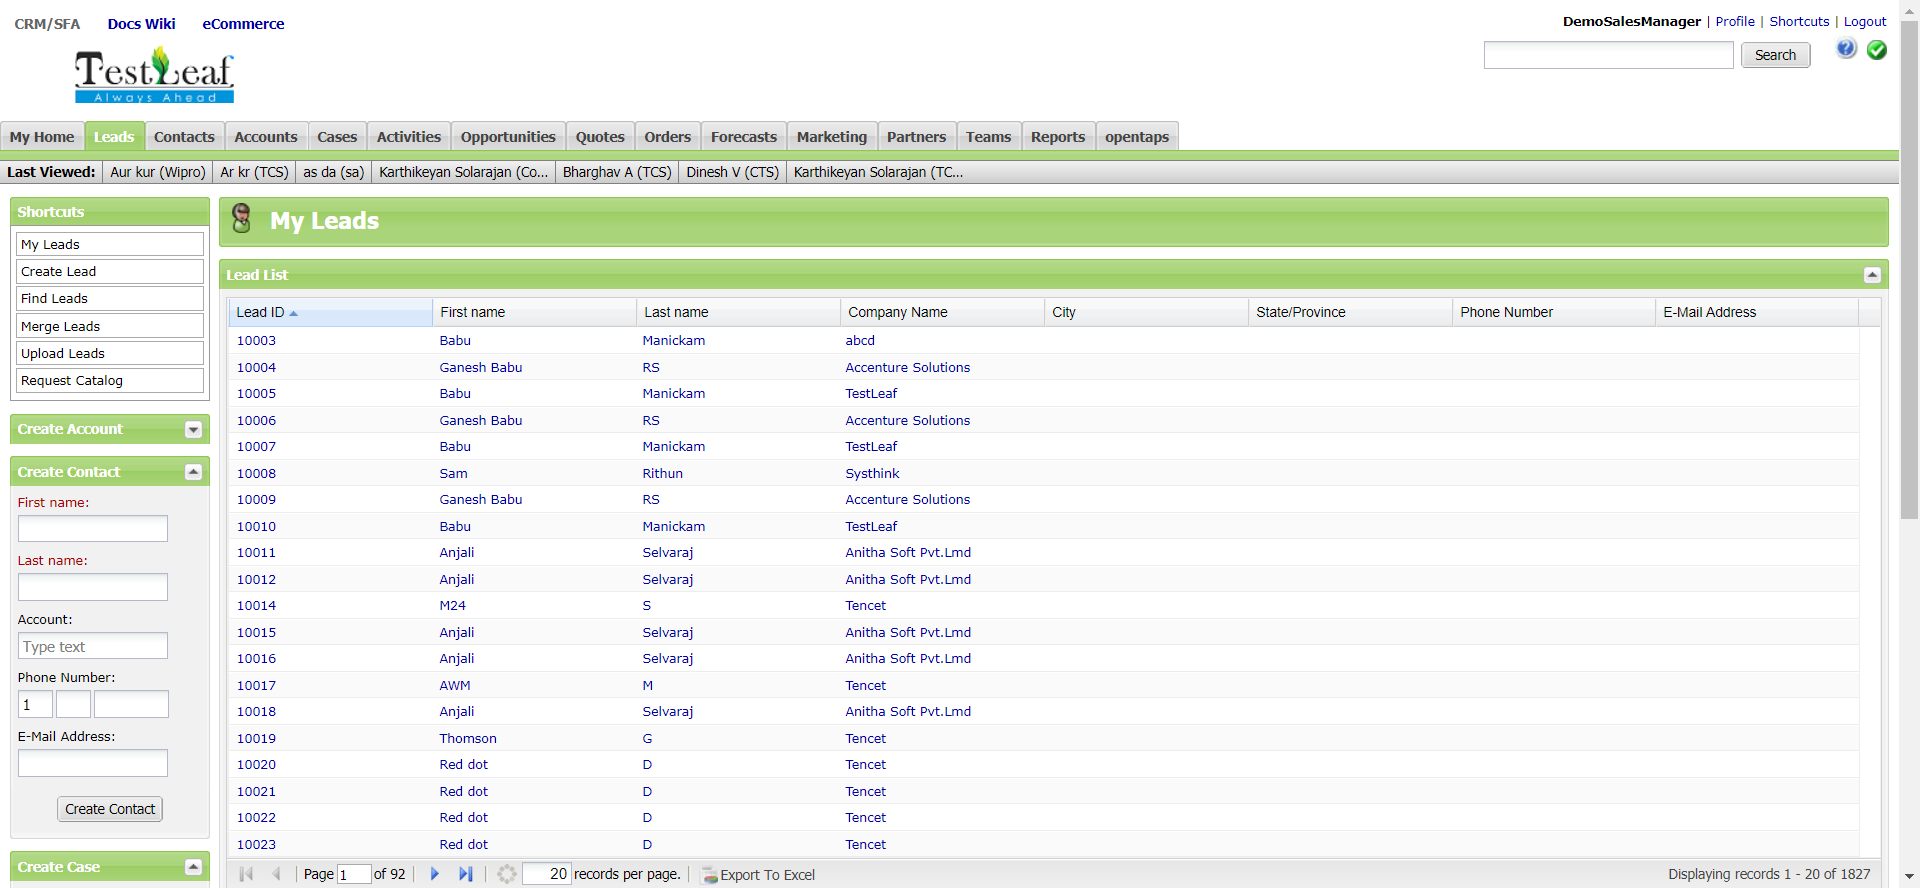 CRM/SFA Docs Wiki eCommerce
DemoSalesManager | Profile | Shortcuts | Logout
Search
TestLeaf
Always Ahead
My Home Leads Contacts Accounts Cases Activities Opportunities Quotes Orders Forecasts Marketing Partners Teams Reports opentaps
Last Viewed: Aur kur (Wipro) Ar kr (TCS) as da (sa) Karthikeyan Solarajan (Co... Bharghav A (TCS) Dinesh V (CTS) Karthikeyan Solarajan (TC...
Shortcuts
My Leads
Create Lead
Find Leads
Merge Leads
Upload Leads
Request Catalog
Create Account
Create Contact
First name:
Last name:
Account:
Type text
Phone Number:
1
E-Mail Address:
Create Contact
Create Case
My Leads
Lead List
Lead ID First name Last name Company Name City State/Province Phone Number E-Mail Address
10003 Babu Manickam abcd
10004 Ganesh Babu RS Accenture Solutions
10005 Babu Manickam TestLeaf
10006 Ganesh Babu RS Accenture Solutions
10007 Babu Manickam TestLeaf
10008 Sam Rithun Systhink
10009 Ganesh Babu RS Accenture Solutions
10010 Babu Manickam TestLeaf
10011 Anjali Selvaraj Anitha Soft Pvt.Lmd
10012 Anjali Selvaraj Anitha Soft Pvt.Lmd
10014 M24 S Tencet
10015 Anjali Selvaraj Anitha Soft Pvt.Lmd
10016 Anjali Selvaraj Anitha Soft Pvt.Lmd
10017 AWM M Tencet
10018 Anjali Selvaraj Anitha Soft Pvt.Lmd
10019 Thomson G Tencet
10020 Red dot D Tencet
10021 Red dot D Tencet
10022 Red dot D Tencet
10023 Red dot D Tencet
Page 1 of 92 20 records per page. Export To Excel Displaying records 1 - 20 of 1827